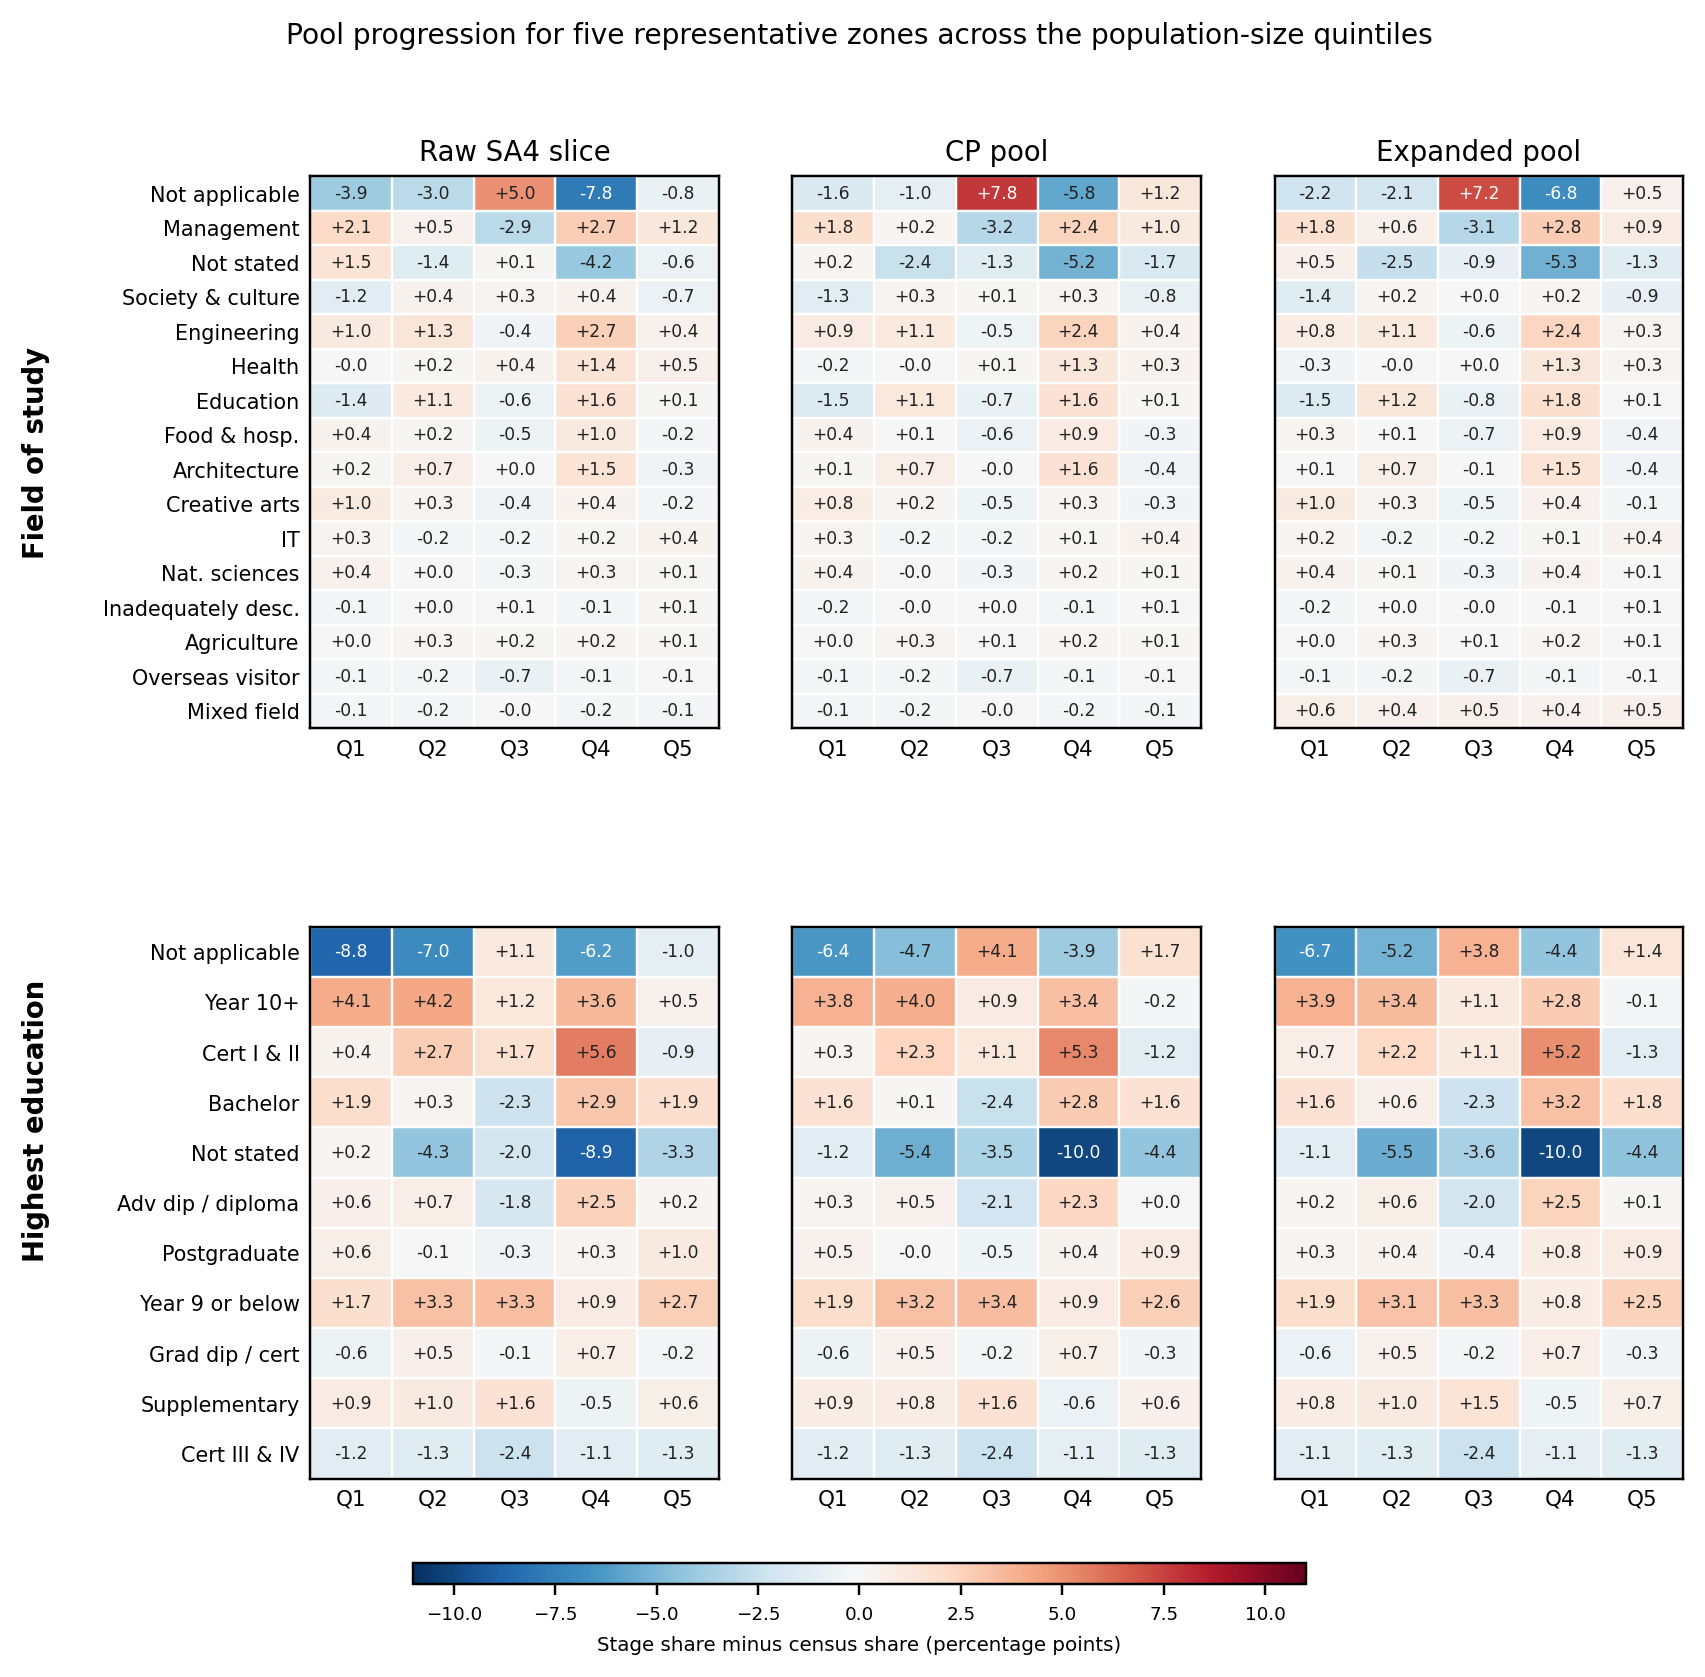 Pool progression for five representative zones across the population-size quintiles
Raw SA4 slice CP pool Expanded pool
Field of study
Not applicable -3.9 -3.0 +5.0 -7.8 -0.8 -1.6 -1.0 +7.8 -5.8 +1.2 -2.2 -2.1 +7.2 -6.8 +0.5
Management +2.1 +0.5 -2.9 +2.7 +1.2 +1.8 +0.2 -3.2 +2.4 +1.0 +1.8 +0.6 -3.1 +2.8 +0.9
Not stated +1.5 -1.4 +0.1 -4.2 -0.6 +0.2 -2.4 -1.3 -5.2 -1.7 +0.5 -2.5 -0.9 -5.3 -1.3
Society & culture -1.2 +0.4 +0.3 +0.4 -0.7 -1.3 +0.3 +0.1 +0.3 -0.8 -1.4 +0.2 +0.0 +0.2 -0.9
Engineering +1.0 +1.3 -0.4 +2.7 +0.4 +0.9 +1.1 -0.5 +2.4 +0.4 +0.8 +1.1 -0.6 +2.4 +0.3
Health -0.0 +0.2 +0.4 +1.4 +0.5 -0.2 -0.0 +0.1 +1.3 +0.3 -0.3 -0.0 +0.0 +1.3 +0.3
Education -1.4 +1.1 -0.6 +1.6 +0.1 -1.5 +1.1 -0.7 +1.6 +0.1 -1.5 +1.2 -0.8 +1.8 +0.1
Food & hosp. +0.4 +0.2 -0.5 +1.0 -0.2 +0.4 +0.1 -0.6 +0.9 -0.3 +0.3 +0.1 -0.7 +0.9 -0.4
Architecture +0.2 +0.7 +0.0 +1.5 -0.3 +0.1 +0.7 -0.0 +1.6 -0.4 +0.1 +0.7 -0.1 +1.5 -0.4
Creative arts +1.0 +0.3 -0.4 +0.4 -0.2 +0.8 +0.2 -0.5 +0.3 -0.3 +1.0 +0.3 -0.5 +0.4 -0.1
IT +0.3 -0.2 -0.2 +0.2 +0.4 +0.3 -0.2 -0.2 +0.1 +0.4 +0.2 -0.2 -0.2 +0.1 +0.4
Nat. sciences +0.4 +0.0 -0.3 +0.3 +0.1 +0.4 -0.0 -0.3 +0.2 +0.1 +0.4 +0.1 -0.3 +0.4 +0.1
Inadequately desc. -0.1 +0.0 +0.1 -0.1 +0.1 -0.2 -0.0 +0.0 -0.1 +0.1 -0.2 +0.0 -0.0 -0.1 +0.1
Agriculture +0.0 +0.3 +0.2 +0.2 +0.1 +0.0 +0.3 +0.1 +0.2 +0.1 +0.0 +0.3 +0.1 +0.2 +0.1
Overseas visitor -0.1 -0.2 -0.7 -0.1 -0.1 -0.1 -0.2 -0.7 -0.1 -0.1 -0.1 -0.2 -0.7 -0.1 -0.1
Mixed field -0.1 -0.2 -0.0 -0.2 -0.1 -0.1 -0.2 -0.0 -0.2 -0.1 +0.6 +0.4 +0.5 +0.4 +0.5
Q1 Q2 Q3 Q4 Q5 Q1 Q2 Q3 Q4 Q5 Q1 Q2 Q3 Q4 Q5
Highest education
Not applicable -8.8 -7.0 +1.1 -6.2 -1.0 -6.4 -4.7 +4.1 -3.9 +1.7 -6.7 -5.2 +3.8 -4.4 +1.4
Year 10+ +4.1 +4.2 +1.2 +3.6 +0.5 +3.8 +4.0 +0.9 +3.4 -0.2 +3.9 +3.4 +1.1 +2.8 -0.1
Cert I & II +0.4 +2.7 +1.7 +5.6 -0.9 +0.3 +2.3 +1.1 +5.3 -1.2 +0.7 +2.2 +1.1 +5.2 -1.3
Bachelor +1.9 +0.3 -2.3 +2.9 +1.9 +1.6 +0.1 -2.4 +2.8 +1.6 +1.6 +0.6 -2.3 +3.2 +1.8
Not stated +0.2 -4.3 -2.0 -8.9 -3.3 -1.2 -5.4 -3.5 -10.0 -4.4 -1.1 -5.5 -3.6 -10.0 -4.4
Adv dip / diploma +0.6 +0.7 -1.8 +2.5 +0.2 +0.3 +0.5 -2.1 +2.3 +0.0 +0.2 +0.6 -2.0 +2.5 +0.1
Postgraduate +0.6 -0.1 -0.3 +0.3 +1.0 +0.5 -0.0 -0.5 +0.4 +0.9 +0.3 +0.4 -0.4 +0.8 +0.9
Year 9 or below +1.7 +3.3 +3.3 +0.9 +2.7 +1.9 +3.2 +3.4 +0.9 +2.6 +1.9 +3.1 +3.3 +0.8 +2.5
Grad dip / cert -0.6 +0.5 -0.1 +0.7 -0.2 -0.6 +0.5 -0.2 +0.7 -0.3 -0.6 +0.5 -0.2 +0.7 -0.3
Supplementary +0.9 +1.0 +1.6 -0.5 +0.6 +0.9 +0.8 +1.6 -0.6 +0.6 +0.8 +1.0 +1.5 -0.5 +0.7
Cert III & IV -1.2 -1.3 -2.4 -1.1 -1.3 -1.2 -1.3 -2.4 -1.1 -1.3 -1.1 -1.3 -2.4 -1.1 -1.3
Q1 Q2 Q3 Q4 Q5 Q1 Q2 Q3 Q4 Q5 Q1 Q2 Q3 Q4 Q5
−10.0 −7.5 −5.0 −2.5 0.0 2.5 5.0 7.5 10.0
Stage share minus census share (percentage points)